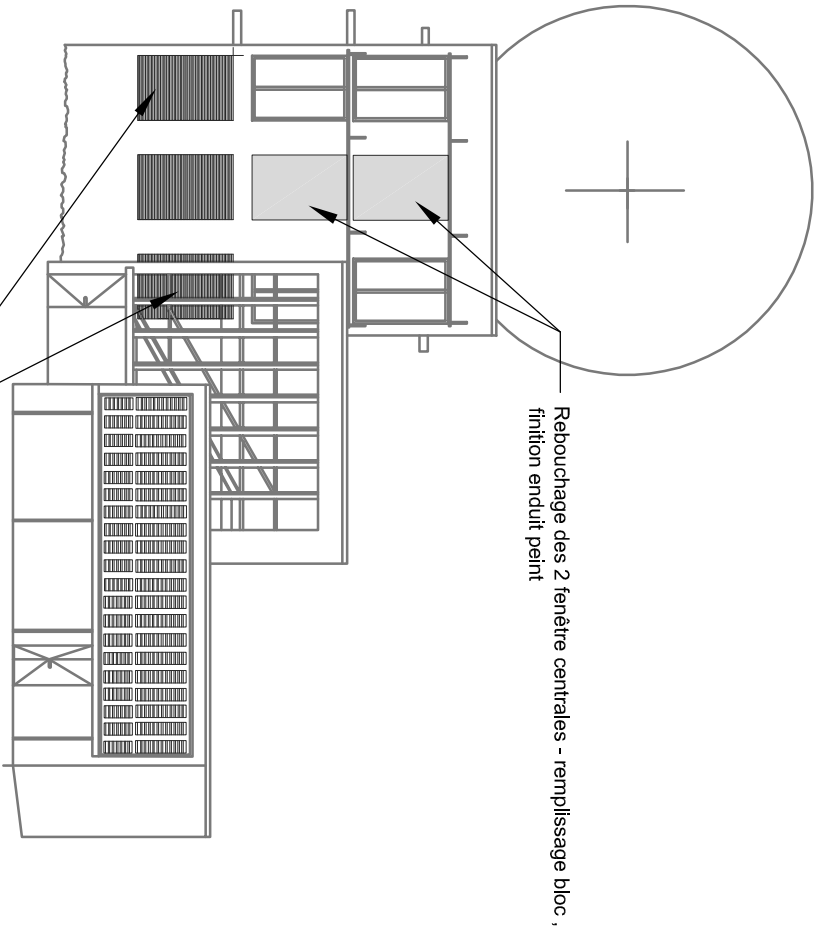 Rebouchage des 2 fenêtre centrales - remplissage bloc ,
finition enduit peint